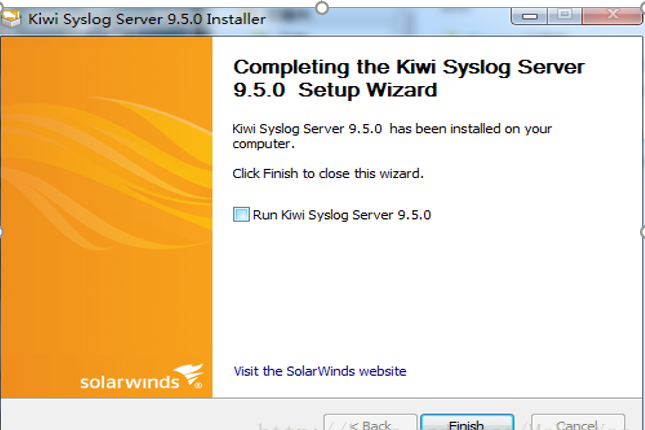 Kiwi Syslog Server 9.5.0 Installer
Completing the Kiwi Syslog Server
9.5.0 Setup Wizard
Kiwi Syslog Server 9.5.0 has been installed on your
computer.
Click Finish to close this wizard.
Run Kiwi Syslog Server 9.5.0
Visit the SolarWinds website
solarwinds
< Back Finish Cancel